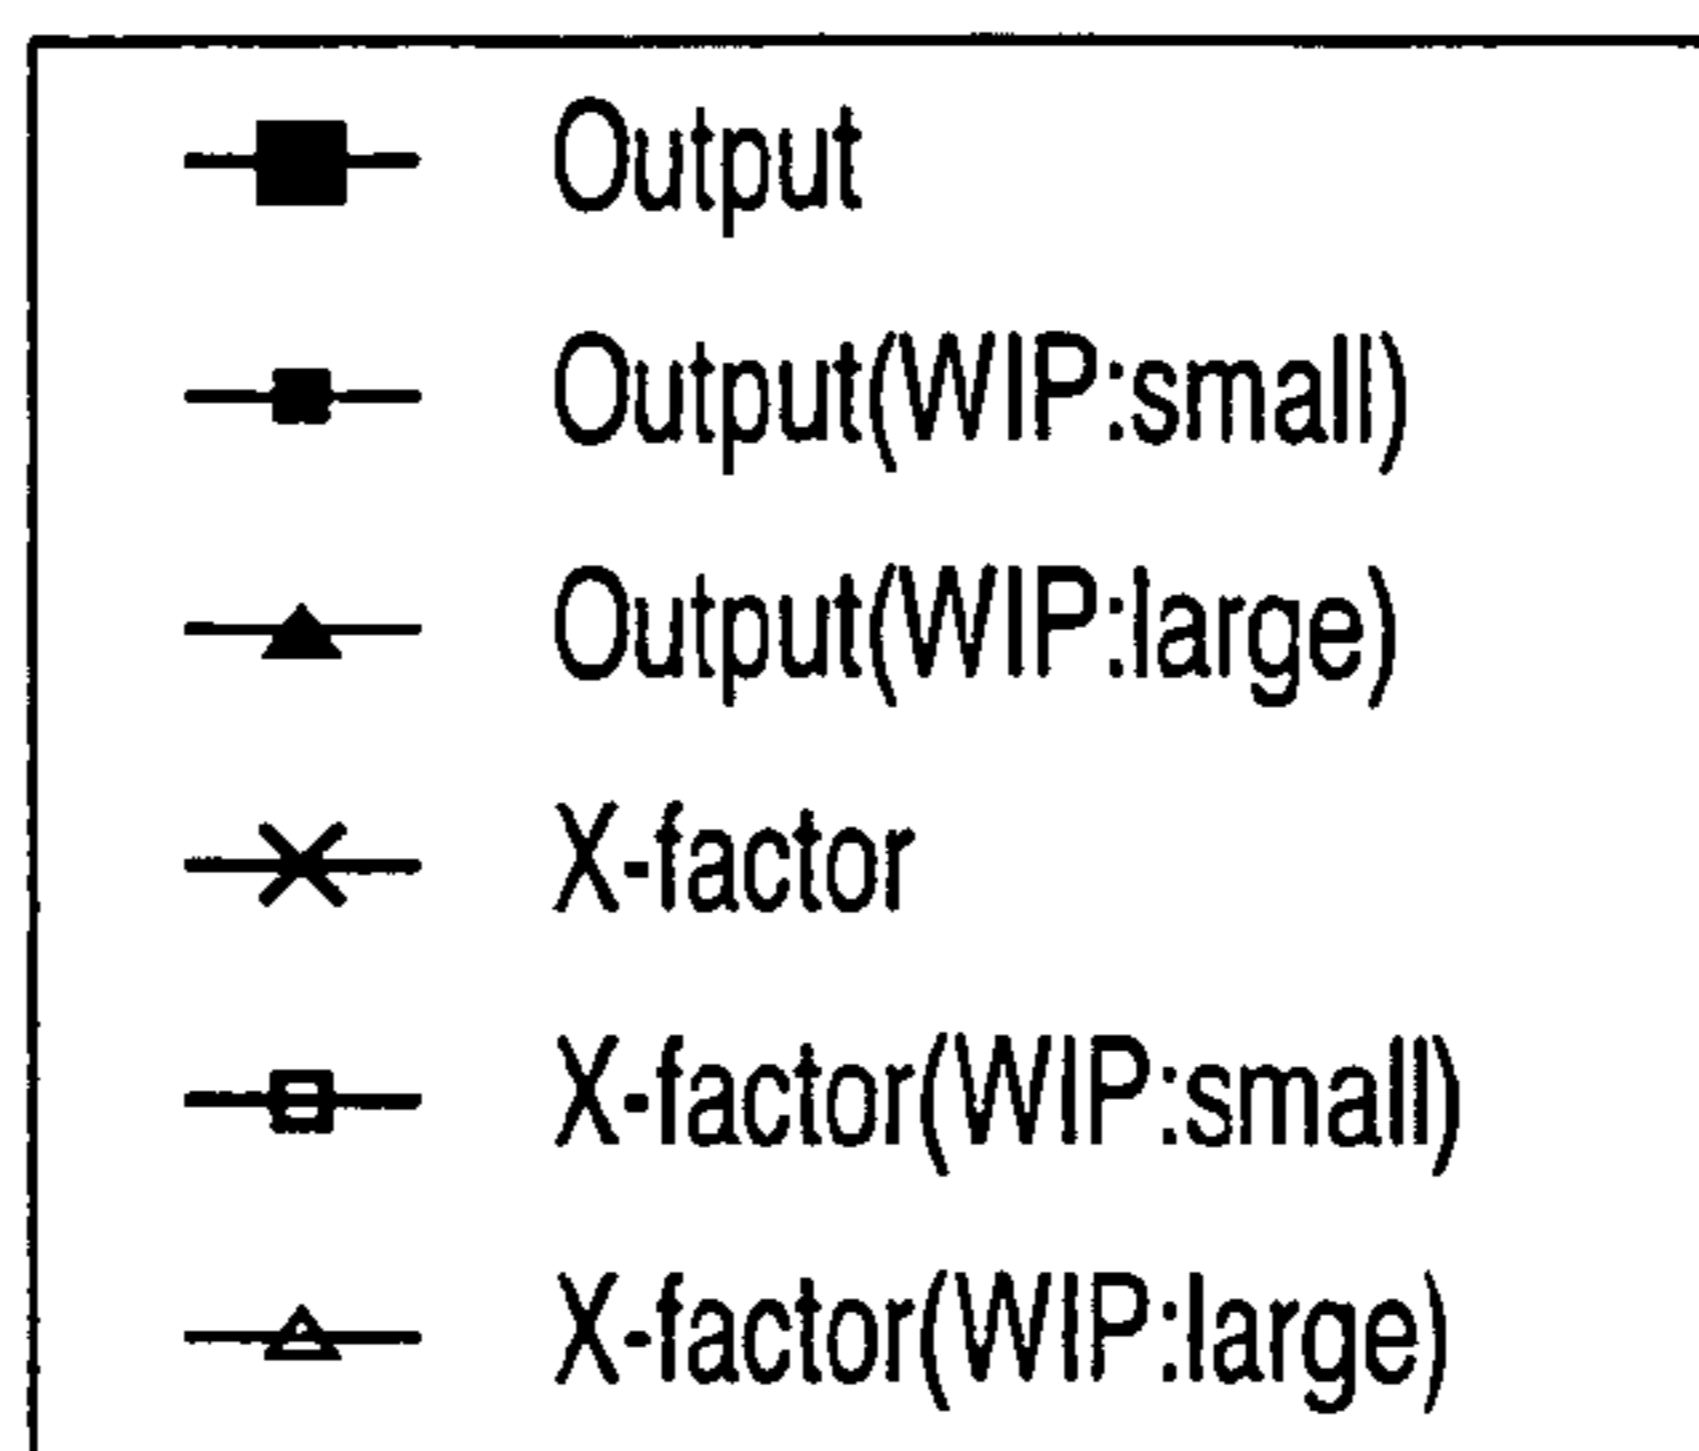 Output
Output(WIP:small)
Output(WIP:large)
X-factor
X-factor(WIP:small)
X-factor(WIP:large)